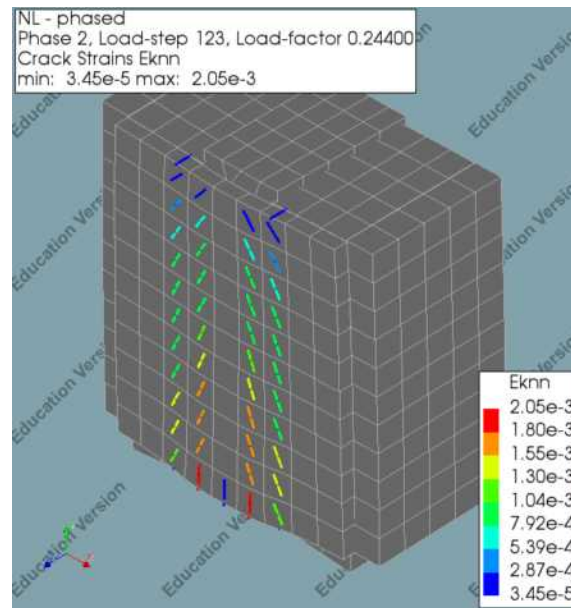 NL - phased
Phase 2, Load-step 123, Load-factor 0.24400
Crack Strains Eknn
min: 3.45e-5 max: 2.05e-3
Education Version
Education Version
Education Version
Education Version
Education Version
Education Version
Education Version
Education Version
Eknn
2.05e-3
1.80e-3
1.55e-3
1.30e-3
1.04e-3
7.92e-4
5.39e-4
2.87e-4
3.45e-5